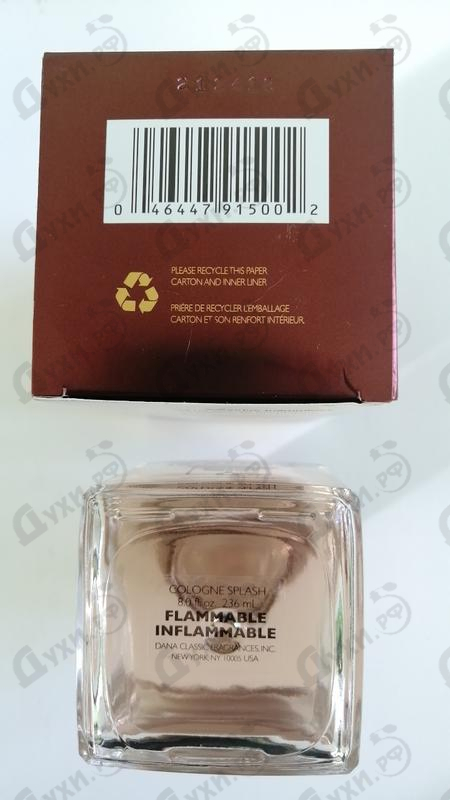 0 46447 91500 2
PLEASE RECYCLE THIS PAPER
CARTON AND INNER LINER
PRIÈRE DE RECYCLER L'EMBALLAGE
CARTON ET SON RENFORT INTÉRIEUR.
COLOGNE SPLASH
8.0 fl. oz. 236 ml
FLAMMABLE
INFLAMMABLE
DANA CLASSIC FRAGRANCES, INC.
NEW YORK, NY 10005 USA
Духи.РФ